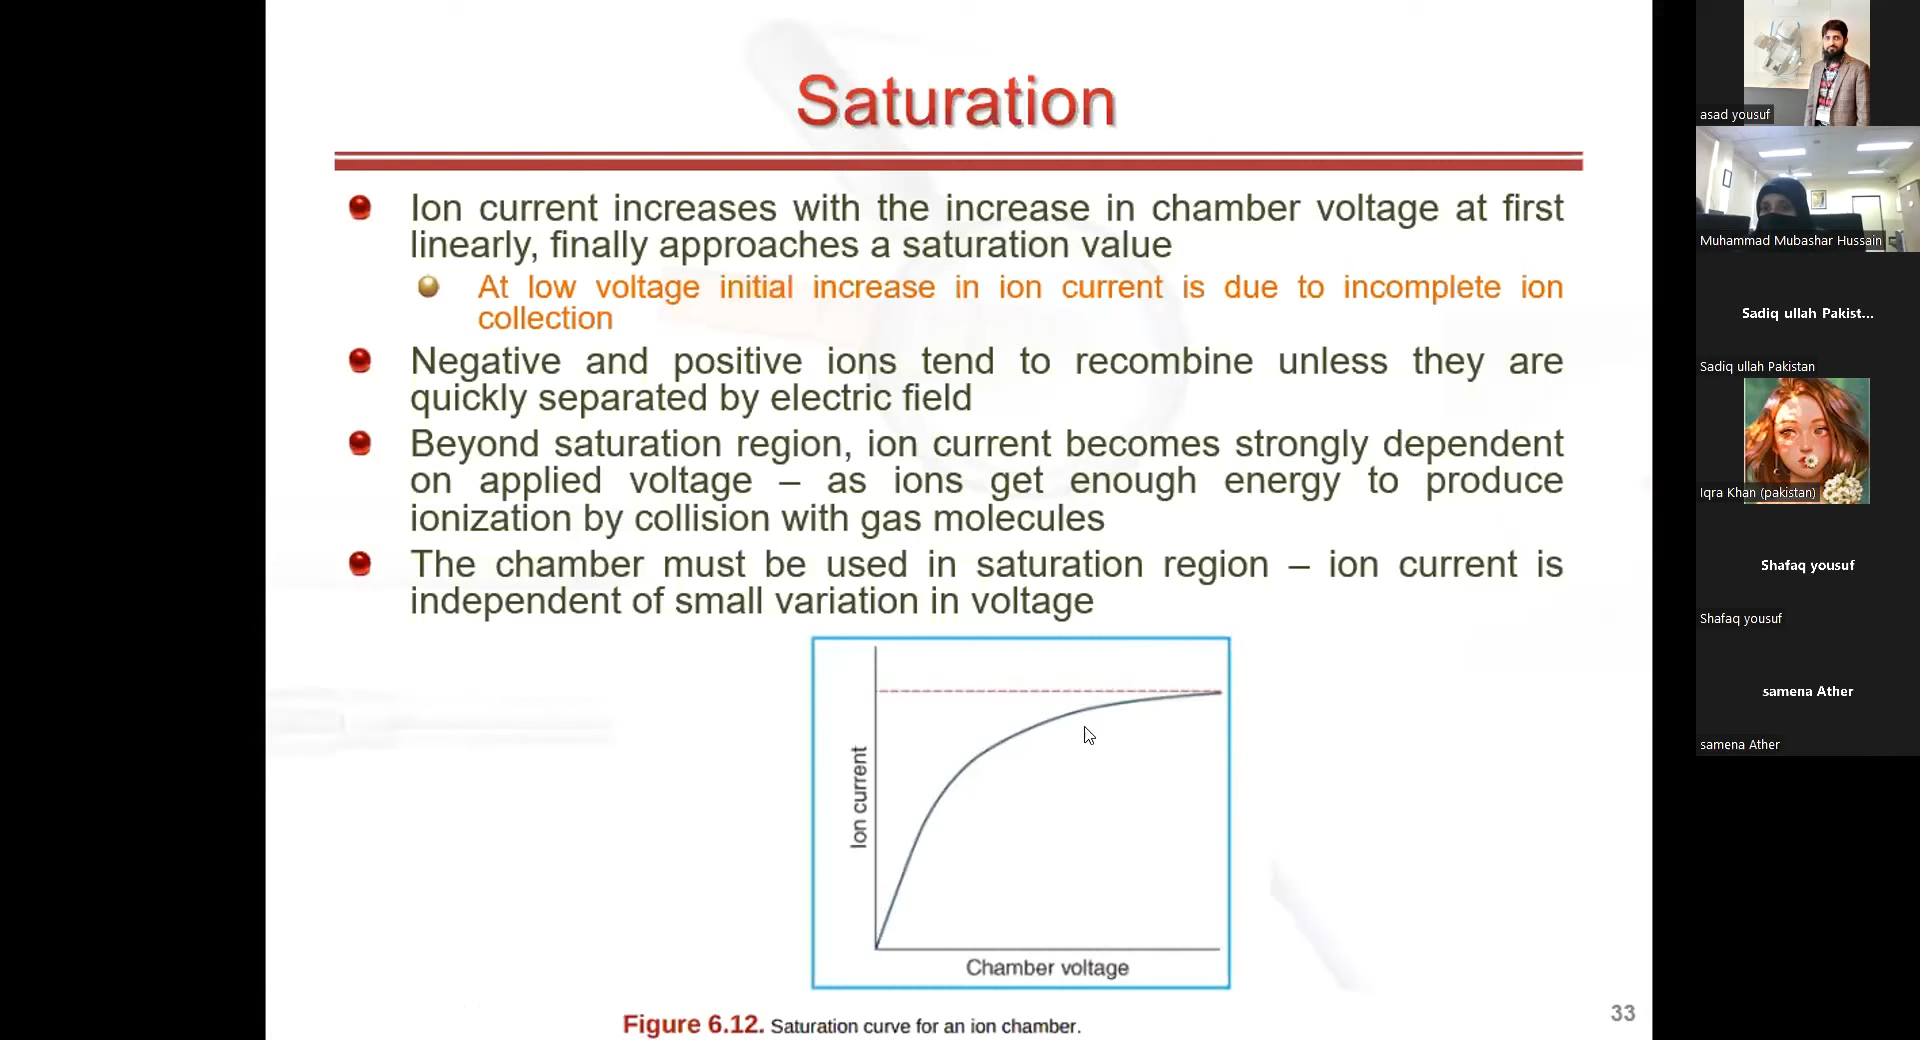 Saturation
Ion current increases with the increase in chamber voltage at first
linearly, finally approaches a saturation value
At low voltage initial increase in ion current is due to incomplete ion
collection
Negative and positive ions tend to recombine unless they are
quickly separated by electric field
Beyond saturation region, ion current becomes strongly dependent
on applied voltage – as ions get enough energy to produce
ionization by collision with gas molecules
The chamber must be used in saturation region – ion current is
independent of small variation in voltage
Ion current
Chamber voltage
Figure 6.12. Saturation curve for an ion chamber.
33
asad yousuf
Muhammad Mubashar Hussain
Sadiq ullah Pakist...
Sadiq ullah Pakistan
Iqra Khan (pakistan)
Shafaq yousuf
Shafaq yousuf
samena Ather
samena Ather